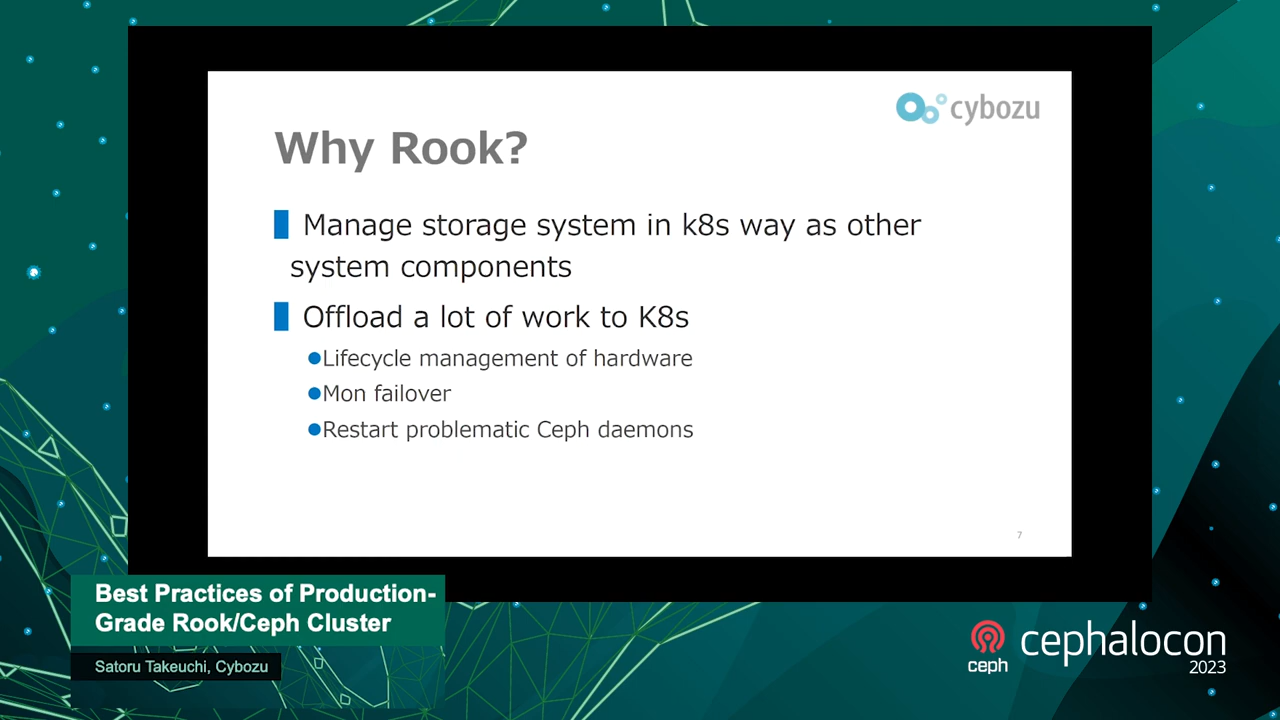 cybozu
Why Rook?
Manage storage system in k8s way as other
system components
Offload a lot of work to K8s
Lifecycle management of hardware
Mon failover
Restart problematic Ceph daemons
7
Best Practices of Production-
Grade Rook/Ceph Cluster
Satoru Takeuchi, Cybozu
ceph
cephalocon
2023